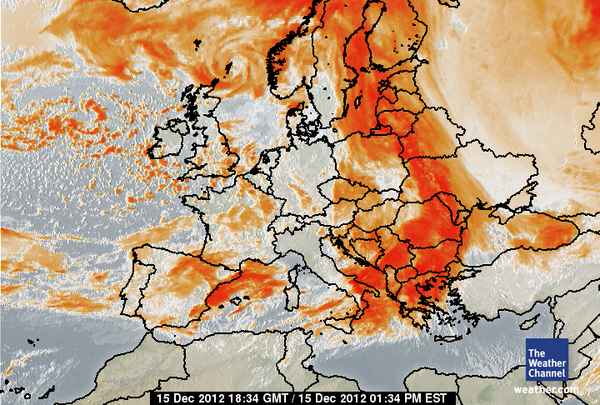 The
Weather
Channel
weather.com
15 Dec 2012 18:34 GMT / 15 Dec 2012 01:34 PM EST